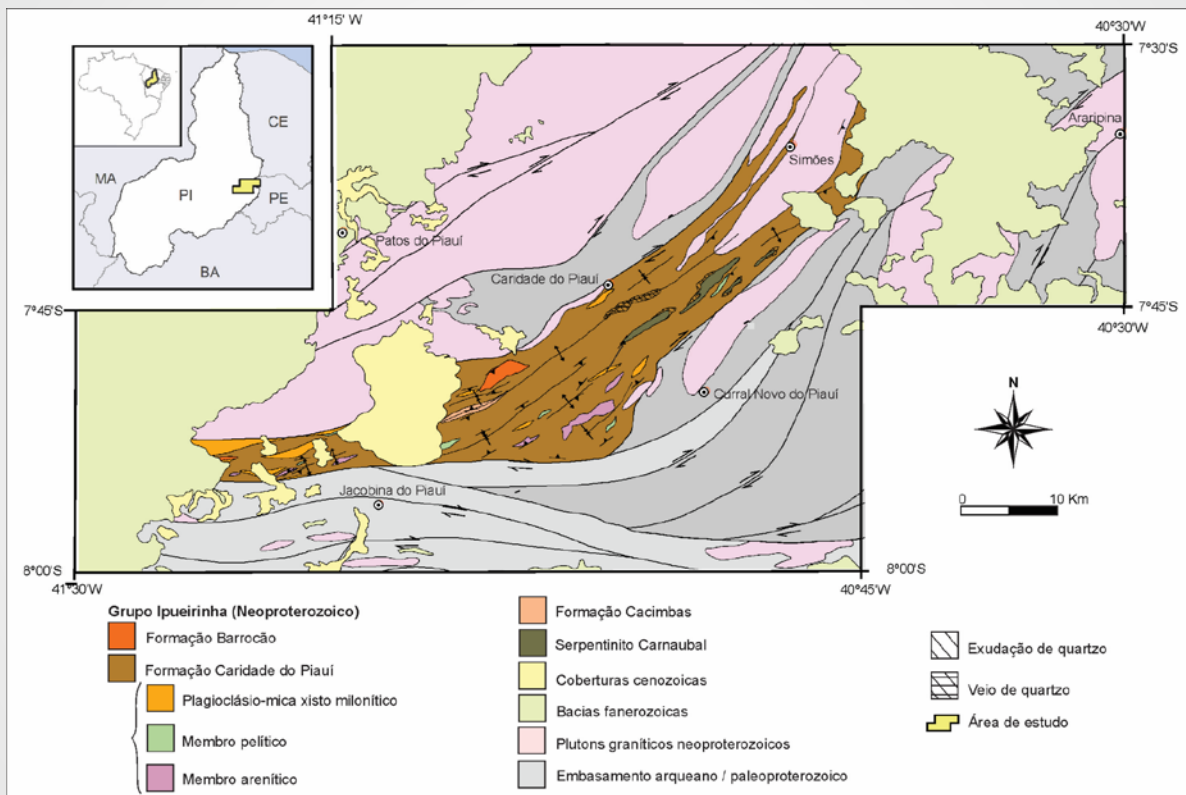 41°15' W
40°30' W
7°30'S
CE
MA
PI
PE
BA
Araripina
Simões
Patos do Piauí
Caridade do Piauí
7°45'S
7°45'S
40°30'W
Curral Novo do Piauí
N
0 10 Km
Jacobina do Piauí
8°00'S
8°00'S
41°30'W
40°45'W
Grupo Ipueirinha (Neoproterozoico)
Formação Barrocão
Formação Caridade do Piauí
Plagioclásio-mica xisto milonítico
Membro pelítico
Membro arenítico
Formação Cacimbas
Serpentinito Carnaubal
Coberturas cenozoicas
Bacias fanerozoicas
Plutons graníticos neoproterozoicos
Embasamento arqueano / paleoproterozoico
Exudação de quartzo
Veio de quartzo
Área de estudo